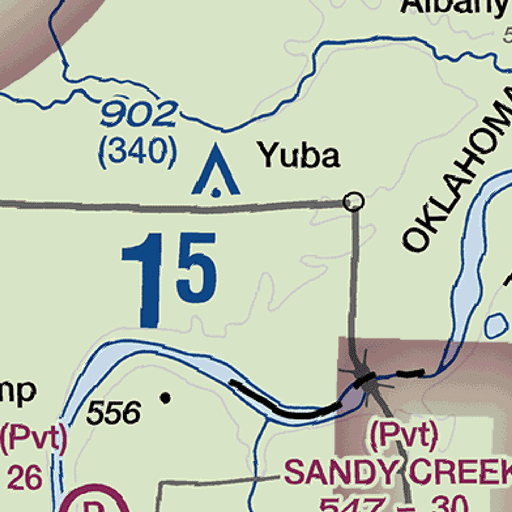 Albany
902
(340)
Yuba
OKLAHOMA
15
mp
556
(Pvt)
26
R
(Pvt)
SANDY CREEK
547 - 30